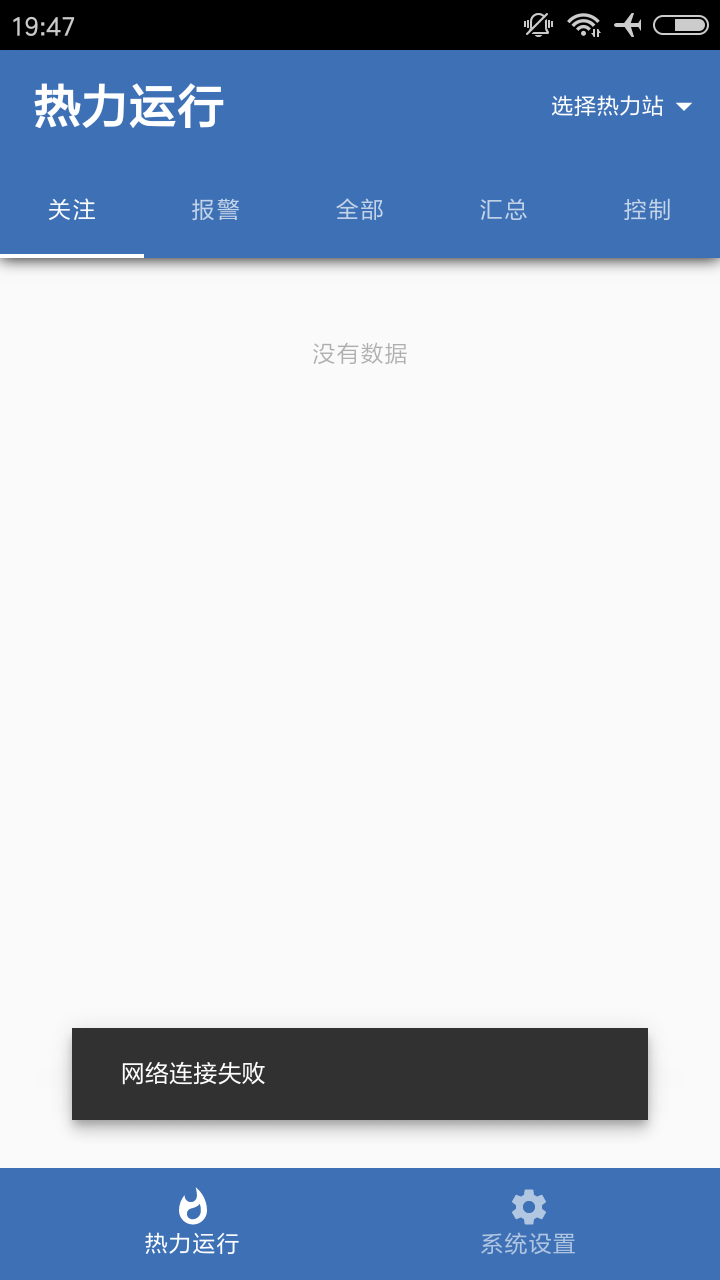 19:47
热力运行
选择热力站
关注 报警 全部 汇总 控制
没有数据
网络连接失败
热力运行 系统设置